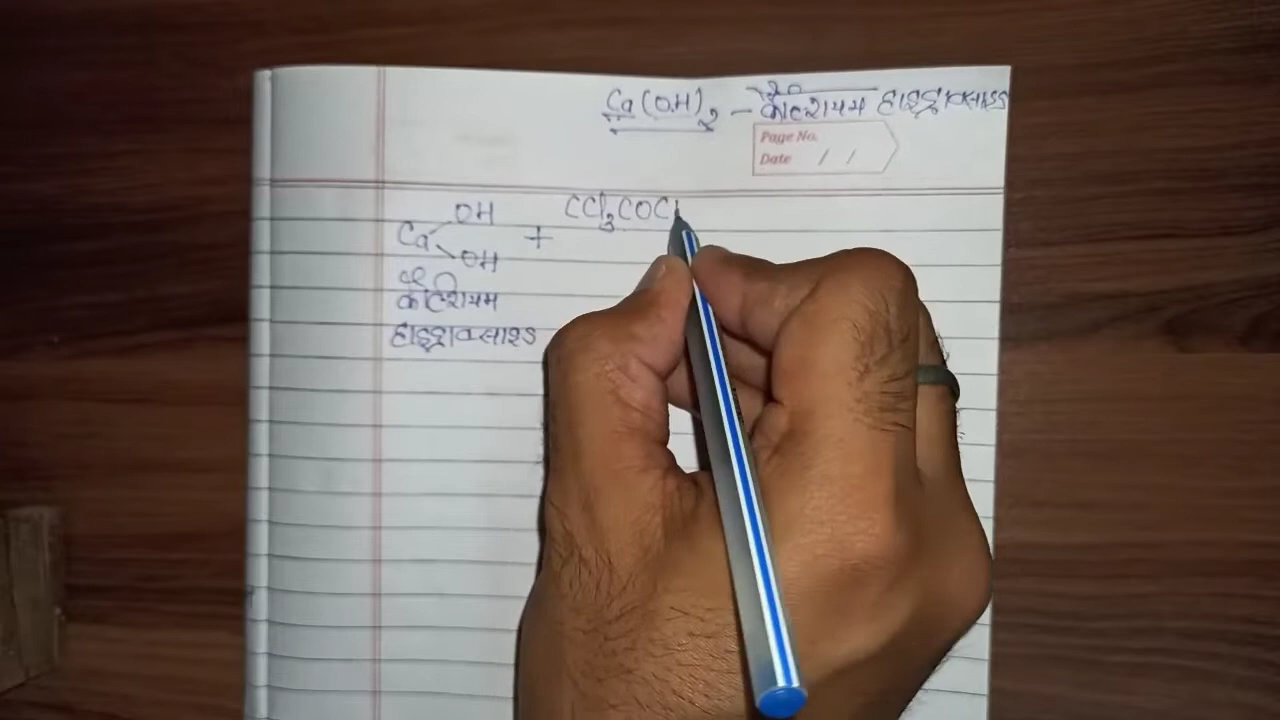 Ca(OH)2 - कैल्शियम हाइड्राक्साइड
Page No.
Date / /
OH
Ca + CCl3COCl
OH
कैल्शियम
हाइड्राक्साइड